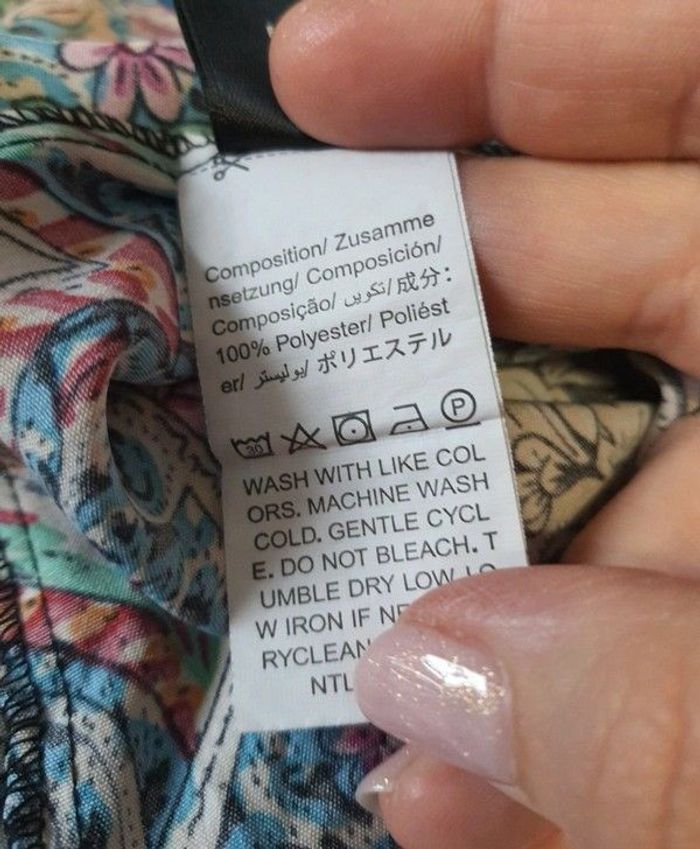 Composition/ Zusamme
nsetzung/ Composición/
Composição/ تكوين/成分:
100% Polyester/ Poliést
er/ بوليستر/ ポリエステル
30 P
WASH WITH LIKE COL
ORS. MACHINE WASH
COLD. GENTLE CYCL
E. DO NOT BLEACH. T
UMBLE DRY LOW. LO
W IRON IF NE
RYCLEAN
NTL